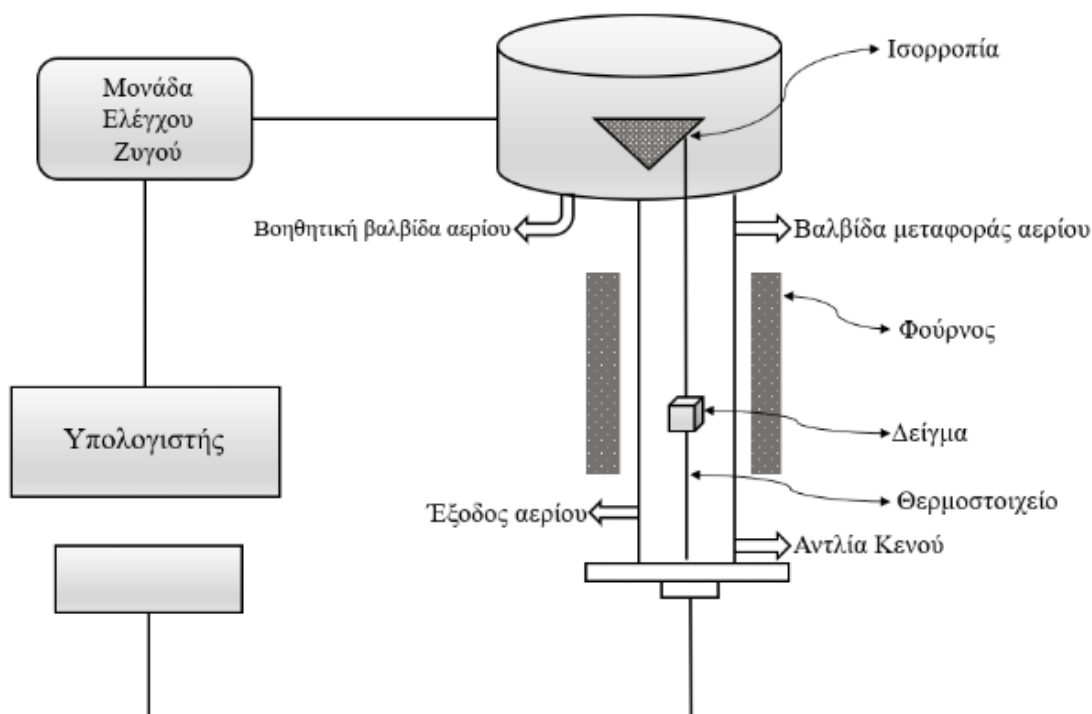 Ισορροπία
Μονάδα
Ελέγχου
Ζυγού
Βοηθητική βαλβίδα αερίου
Βαλβίδα μεταφοράς αερίου
Φούρνος
Υπολογιστής
Δείγμα
Θερμοστοιχείο
Έξοδος αερίου
Αντλία Κενού